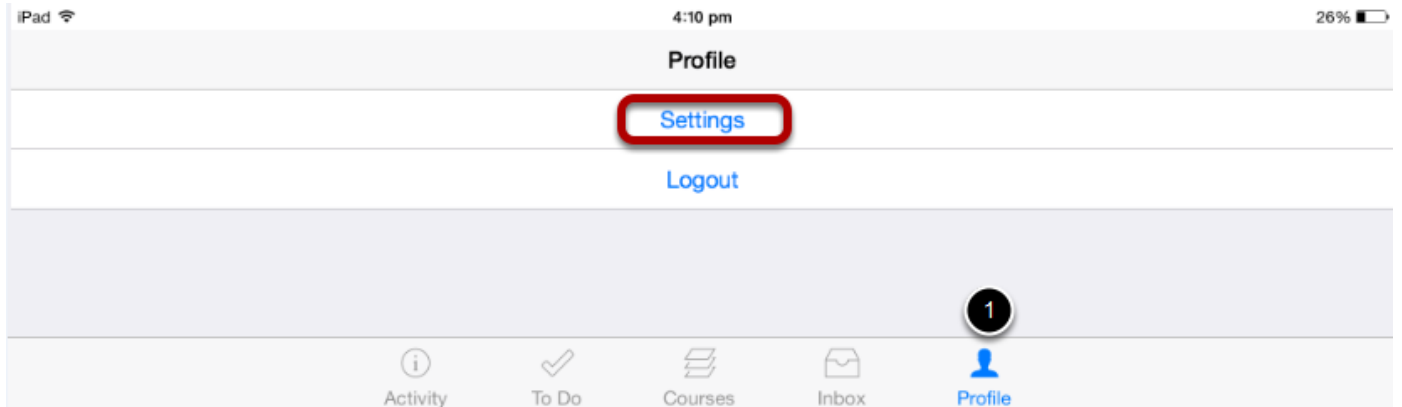 iPad 4:10 pm 26%
Profile
Settings
Logout
1
Activity To Do Courses Inbox Profile